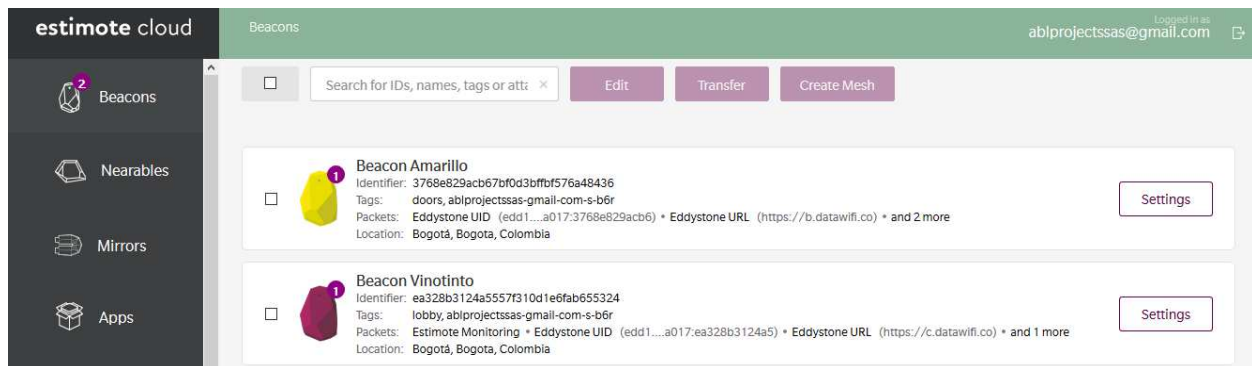 estimote cloud
Beacons
Logged in as
ablprojectssas@gmail.com
2
Beacons
Search for IDs, names, tags or atta ×
Edit
Transfer
Create Mesh
Nearables
Mirrors
Apps
1
Beacon Amarillo
Identifier: 3768e829acb67bf0d3bffbf576a48436
Tags: doors, ablprojectssas-gmail-com-s-b6r
Packets: Eddystone UID (edd1....a017:3768e829acb6) • Eddystone URL (https://b.datawifi.co) • and 2 more
Location: Bogotá, Bogota, Colombia
Settings
1
Beacon Vinotinto
Identifier: ea328b3124a5557f310d1e6fab655324
Tags: lobby, ablprojectssas-gmail-com-s-b6r
Packets: Estimote Monitoring • Eddystone UID (edd1....a017:ea328b3124a5) • Eddystone URL (https://c.datawifi.co) • and 1 more
Location: Bogotá, Bogota, Colombia
Settings